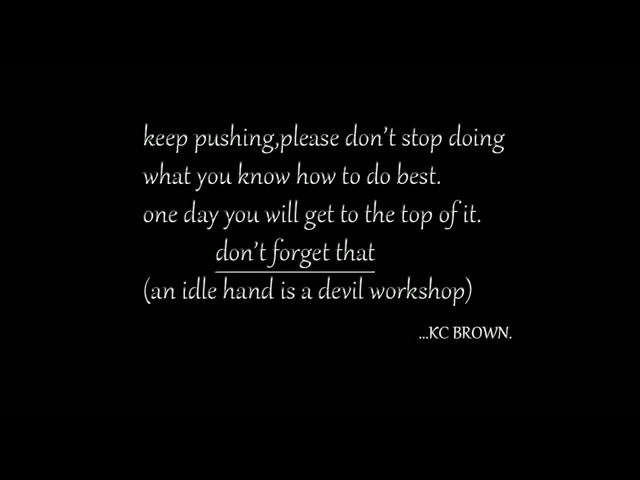 keep pushing,please don't stop doing
what you know how to do best.
one day you will get to the top of it.
don't forget that
(an idle hand is a devil workshop)
...KC BROWN.